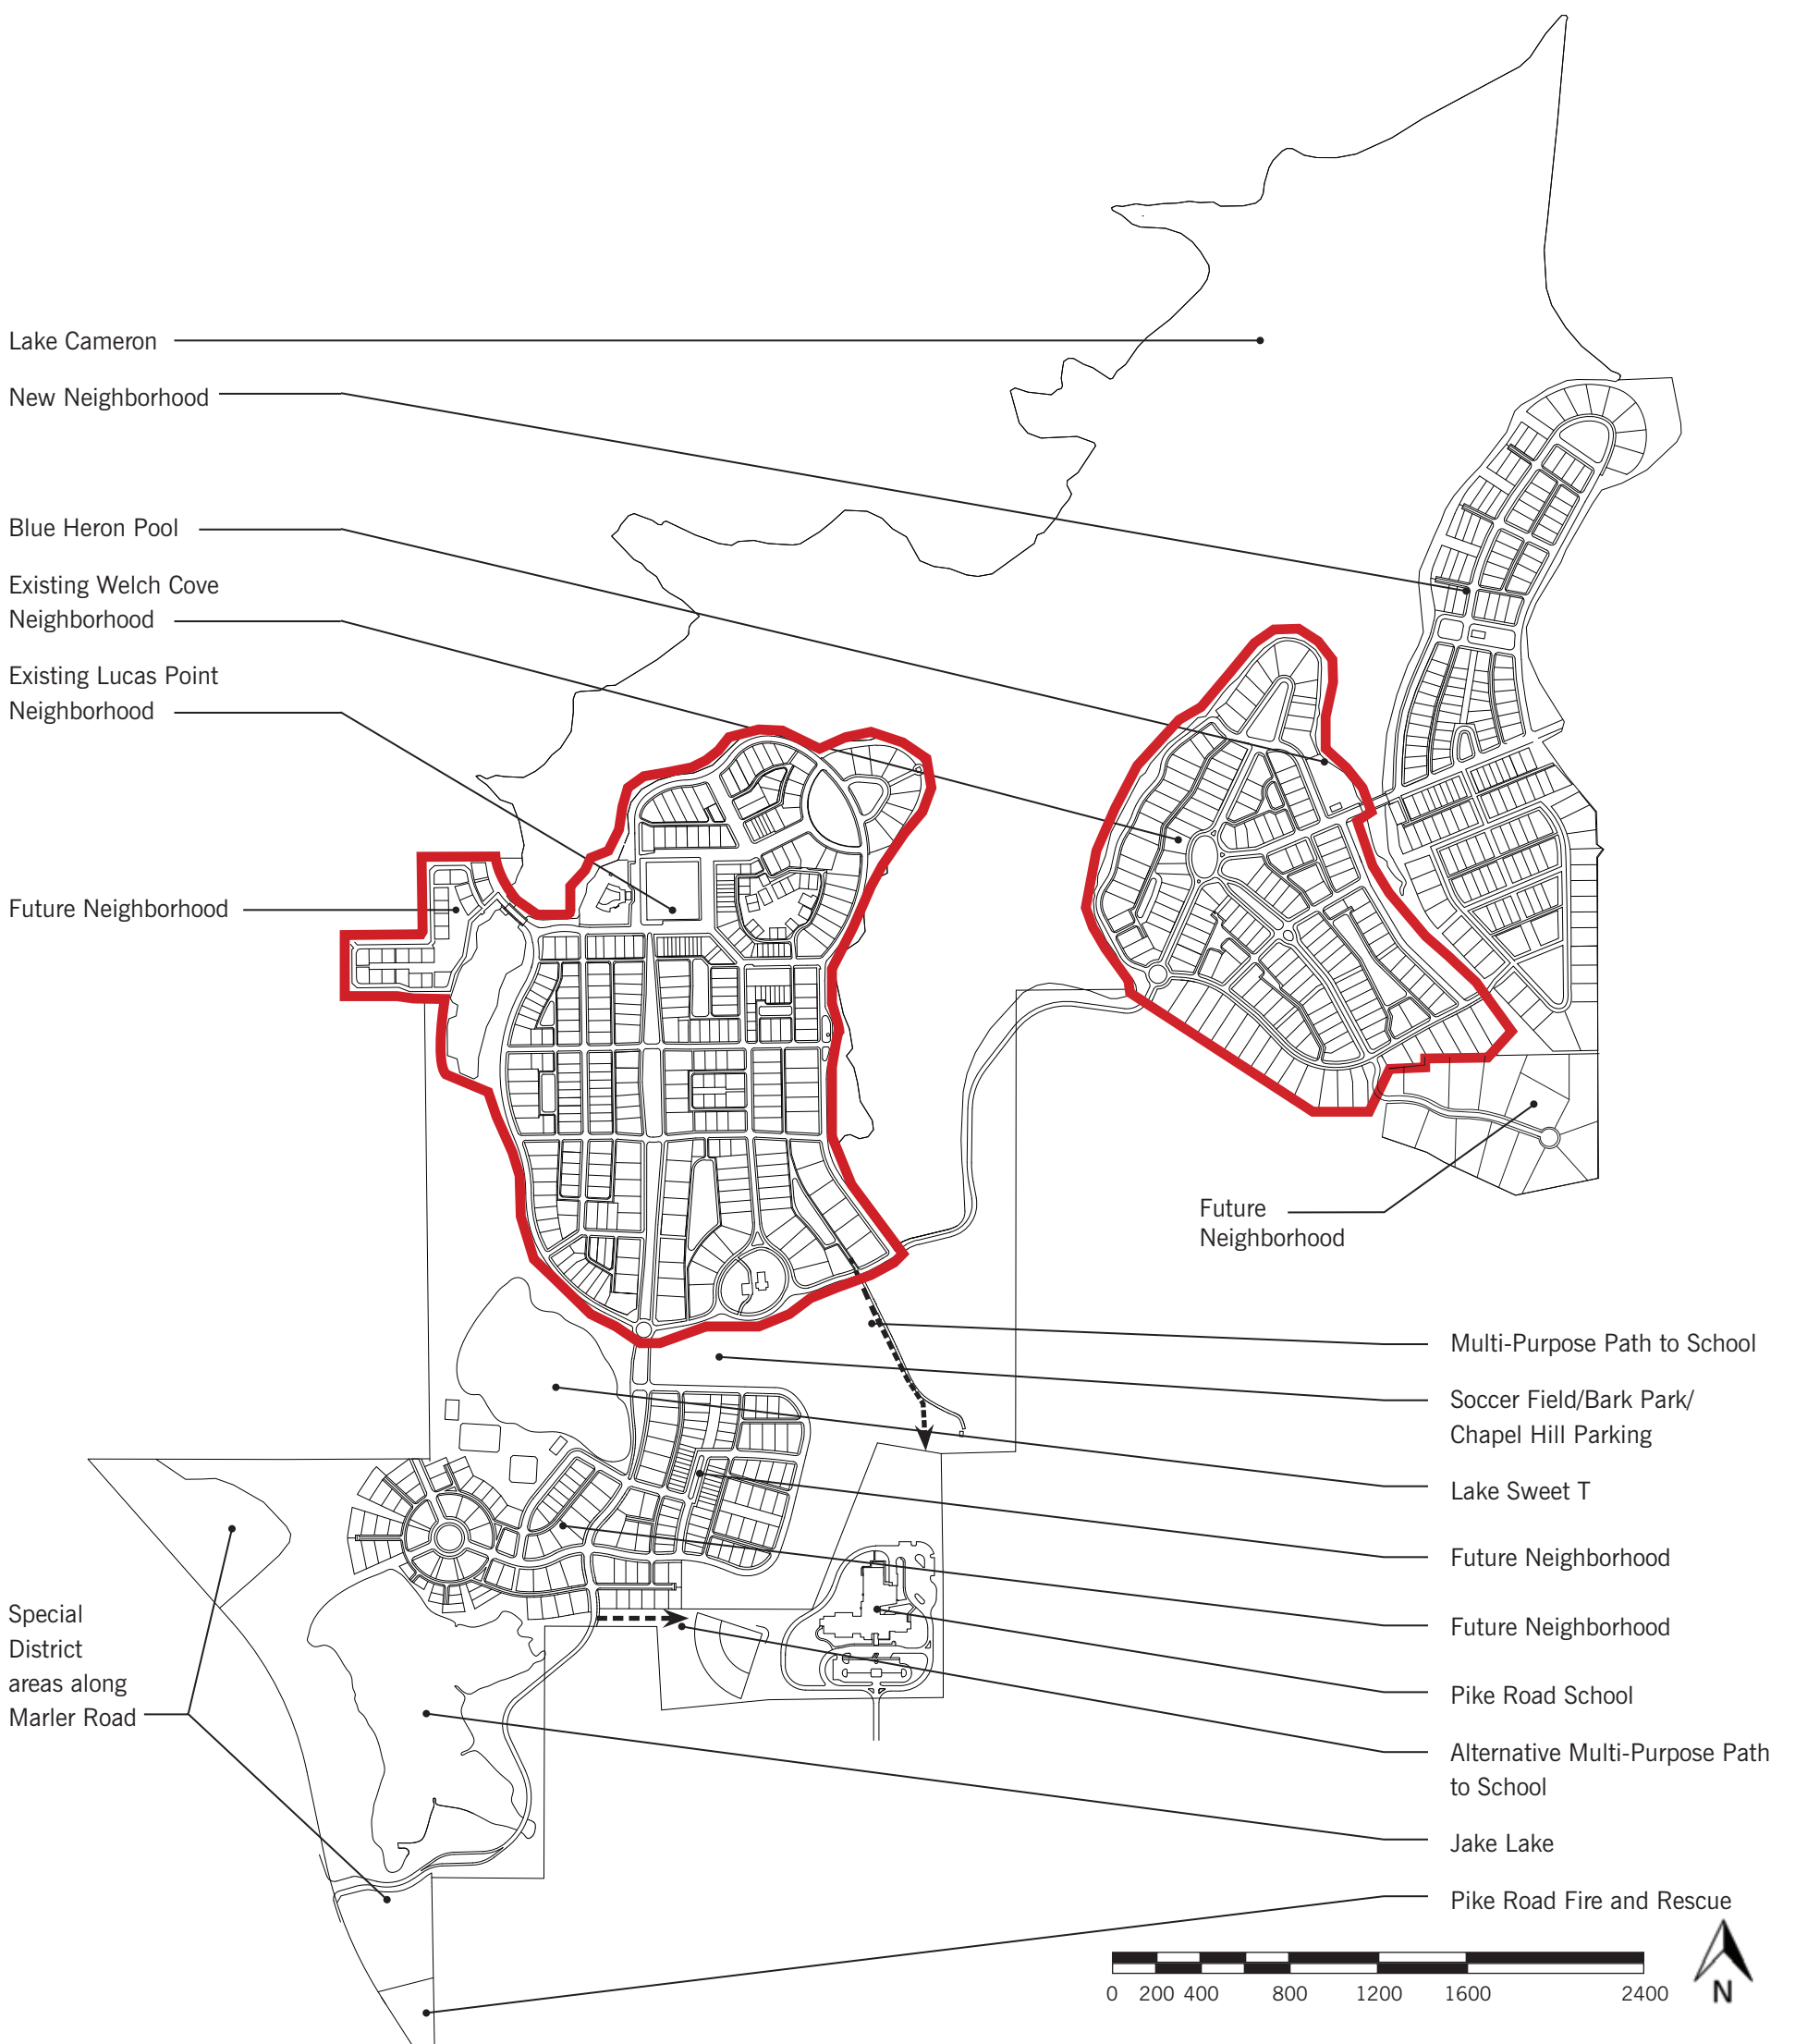 Lake Cameron
New Neighborhood
Blue Heron Pool
Existing Welch Cove
Neighborhood
Existing Lucas Point
Neighborhood
Future Neighborhood
Future
Neighborhood
Multi-Purpose Path to School
Soccer Field/Bark Park/
Chapel Hill Parking
Lake Sweet T
Future Neighborhood
Future Neighborhood
Special
District
areas along
Marler Road
Pike Road School
Alternative Multi-Purpose Path
to School
Jake Lake
Pike Road Fire and Rescue
0 200 400 800 1200 1600 2400
N